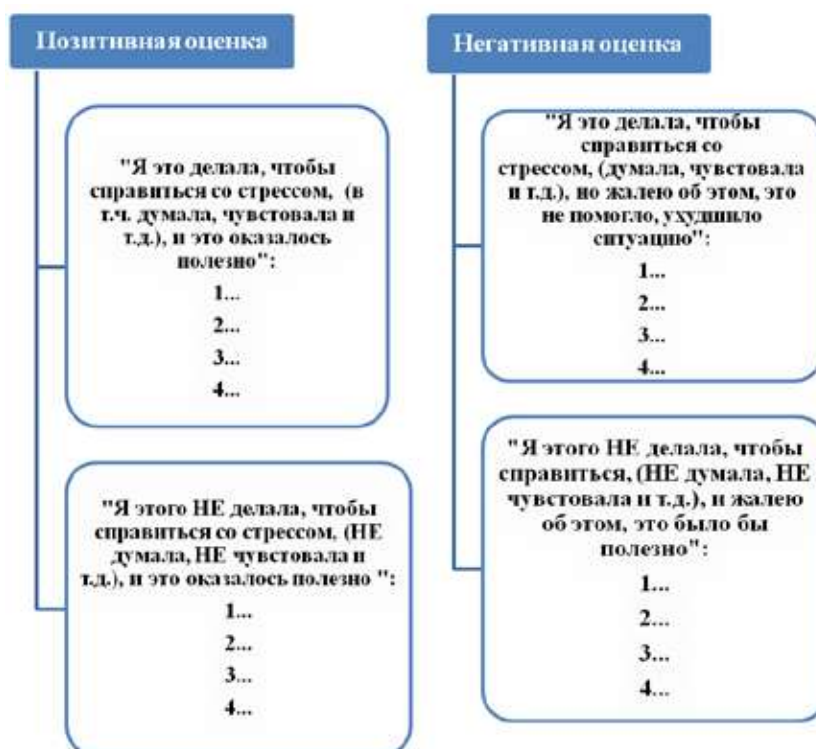 Позитивная оценка
"Я это делала, чтобы
справиться со стрессом, (в
т.ч. думала, чувствовала и
т.д.), и это оказалось
полезно":
1...
2...
3...
4...
"Я этого НЕ делала, чтобы
справиться со стрессом, (НЕ
думала, НЕ чувствовала и
т.д.), и это оказалось полезно ":
1...
2...
3...
4...
Негативная оценка
"Я это делала, чтобы
справиться со
стрессом, (думала, чувствовала
и т.д.), но жалею об этом, это
не помогло, ухудшило
ситуацию":
1...
2...
3...
4...
"Я этого НЕ делала, чтобы
справиться, (НЕ думала, НЕ
чувствовала и т.д.), и жалею
об этом, это было бы
полезно":
1...
2...
3...
4...